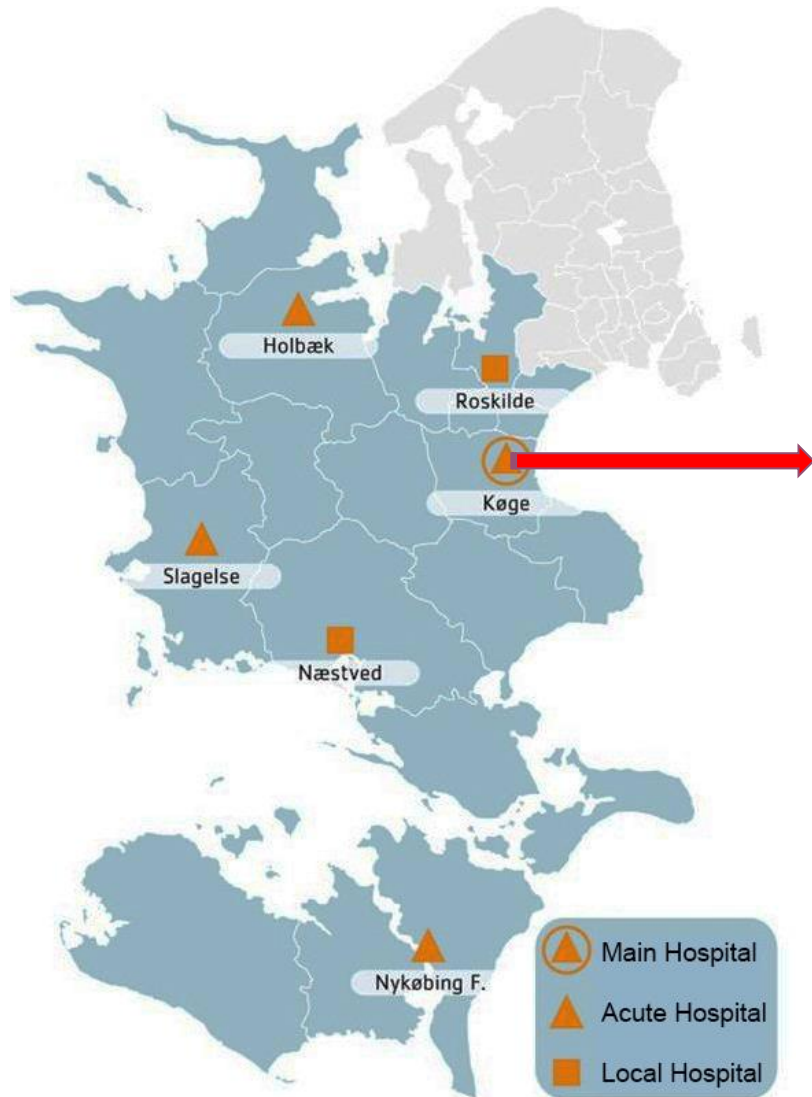 Holbæk
Roskilde
Køge
Slagelse
Næstved
Nykøbing F.
Main Hospital
Acute Hospital
Local Hospital